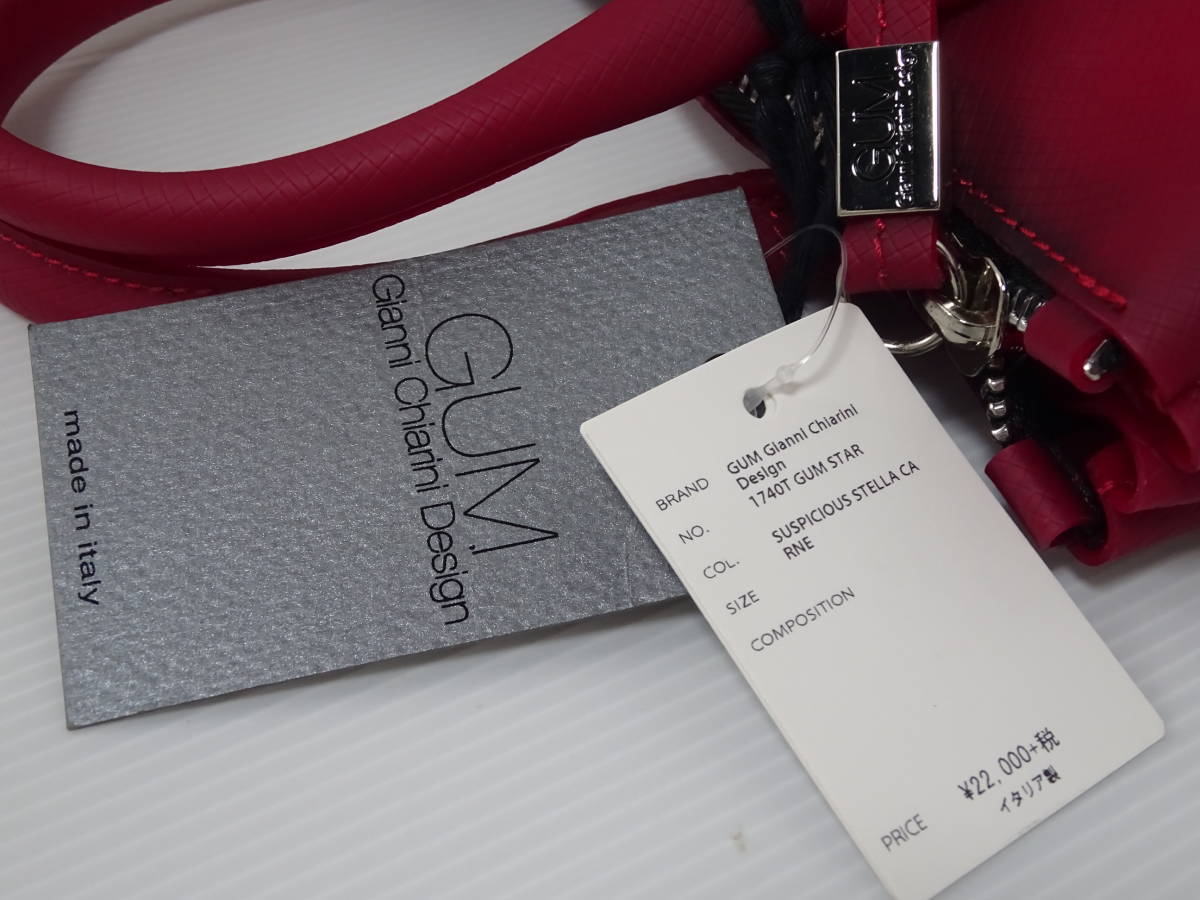 GUM.
Gianni Chiarini Design
GUM.
Gianni Chiarini Design
made in italy
BRAND GUM Gianni Chiarini
Design
NO. 1740T GUM STAR
COL. SUSPICIOUS STELLA CA
RNE
SIZE
COMPOSITION
PRICE ¥22,000+税
イタリア製